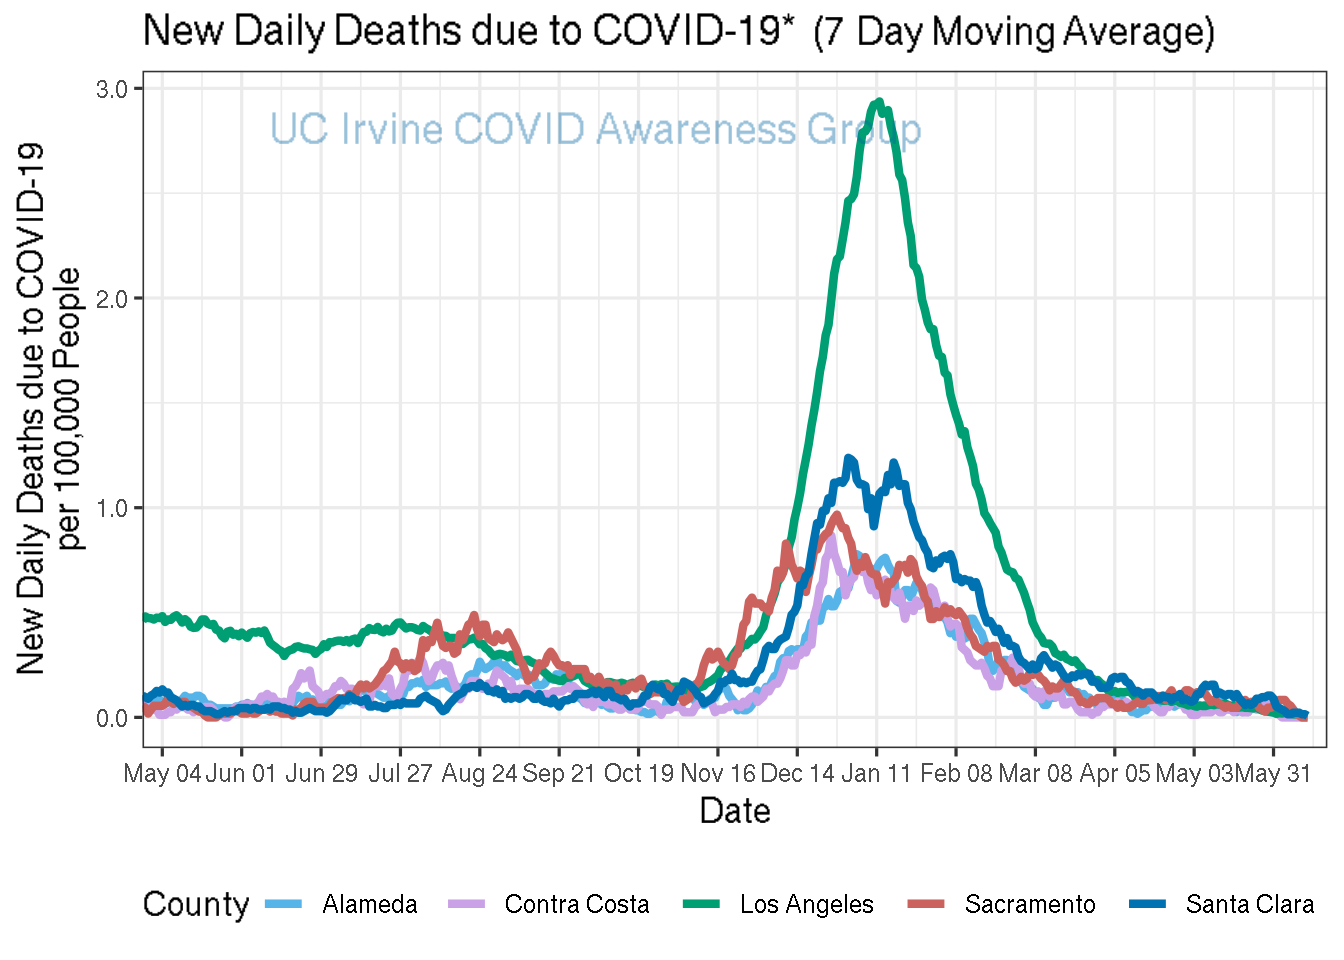 New Daily Deaths due to COVID-19* (7 Day Moving Average)
UC Irvine COVID Awareness Group
New Daily Deaths due to COVID-19
per 100,000 People
3.0
2.0
1.0
0.0
May 04 Jun 01 Jun 29 Jul 27 Aug 24 Sep 21 Oct 19 Nov 16 Dec 14 Jan 11 Feb 08 Mar 08 Apr 05 May 03 May 31
Date
County Alameda Contra Costa Los Angeles Sacramento Santa Clara